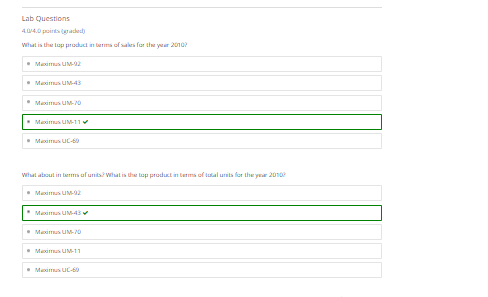 Lab Questions
4.0/4.0 points (graded)
What is the top product in terms of sales for the year 2010?
Maximus UM-92
Maximus UM-43
Maximus UM-70
Maximus UM-11 ✔
Maximus UC-69
What about in terms of units? What is the top product in terms of total units for the year 2010?
Maximus UM-92
Maximus UM-43 ✔
Maximus UM-70
Maximus UM-11
Maximus UC-69